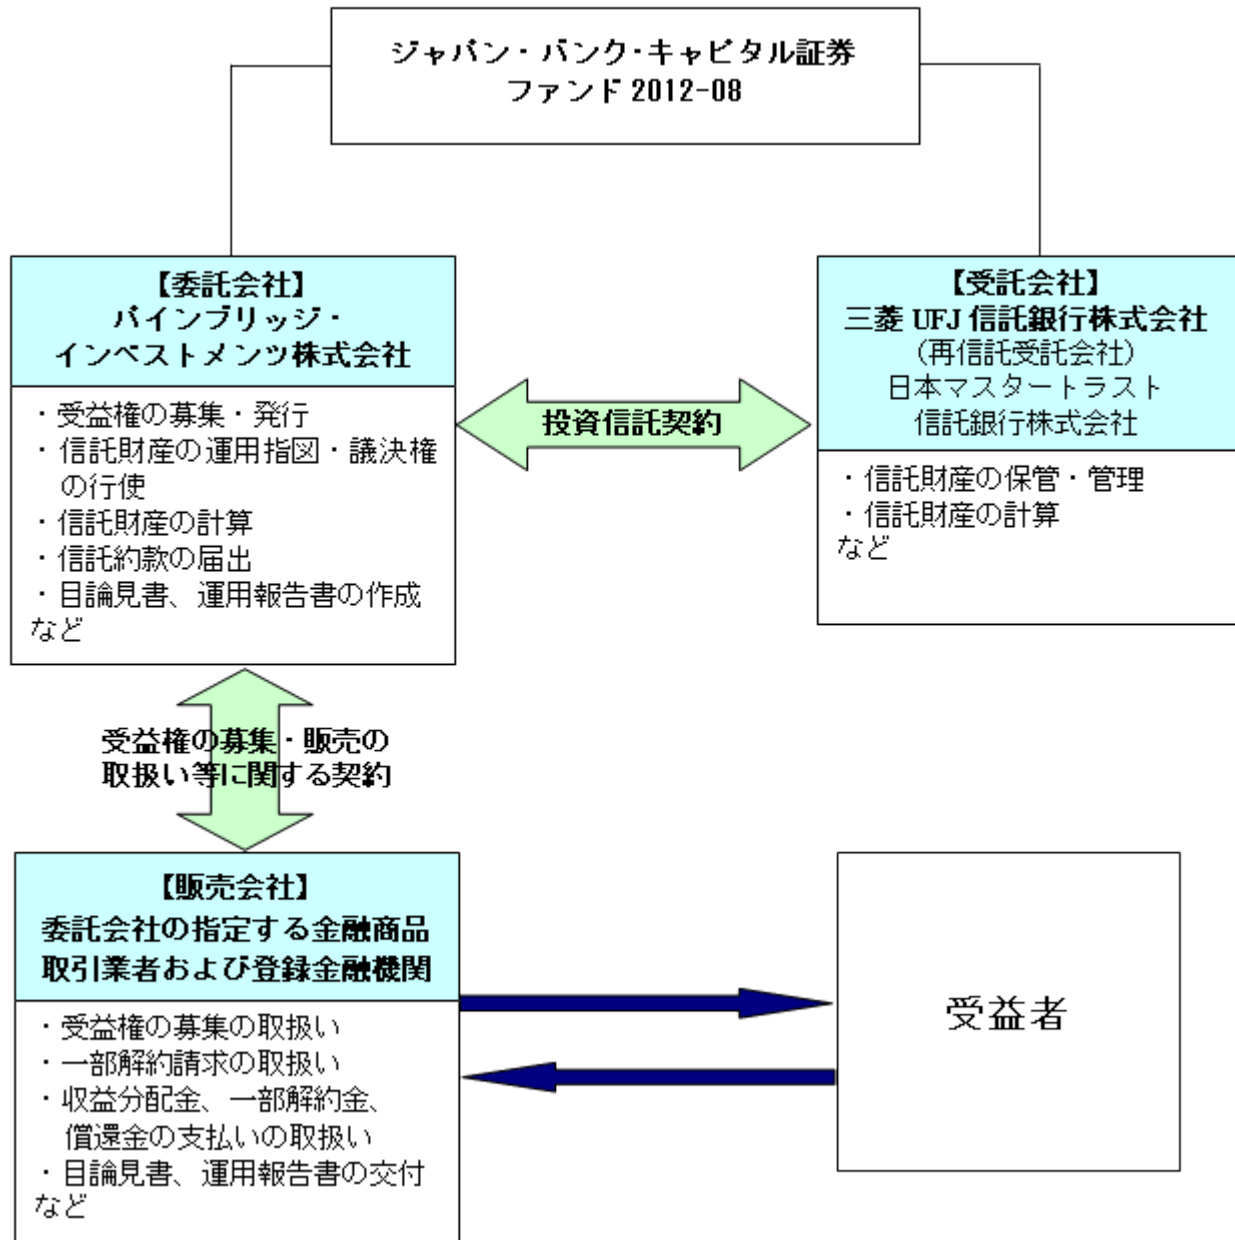 ジャパン・バンク・キャピタル証券
ファンド 2012-08
【委託会社】
パインブリッジ・
インベストメンツ株式会社
・受益権の募集・発行
・信託財産の運用指図・議決権
の行使
・信託財産の計算
・信託約款の届出
・目論見書、運用報告書の作成
など
投資信託契約
【受託会社】
三菱 UFJ 信託銀行株式会社
（再信託受託会社）
日本マスタートラスト
信託銀行株式会社
・信託財産の保管・管理
・信託財産の計算
など
受益権の募集・販売の
取扱い等に関する契約
【販売会社】
委託会社の指定する金融商品
取引業者および登録金融機関
・受益権の募集の取扱い
・一部解約請求の取扱い
・収益分配金、一部解約金、
償還金の支払いの取扱い
・目論見書、運用報告書の交付
など
受益者